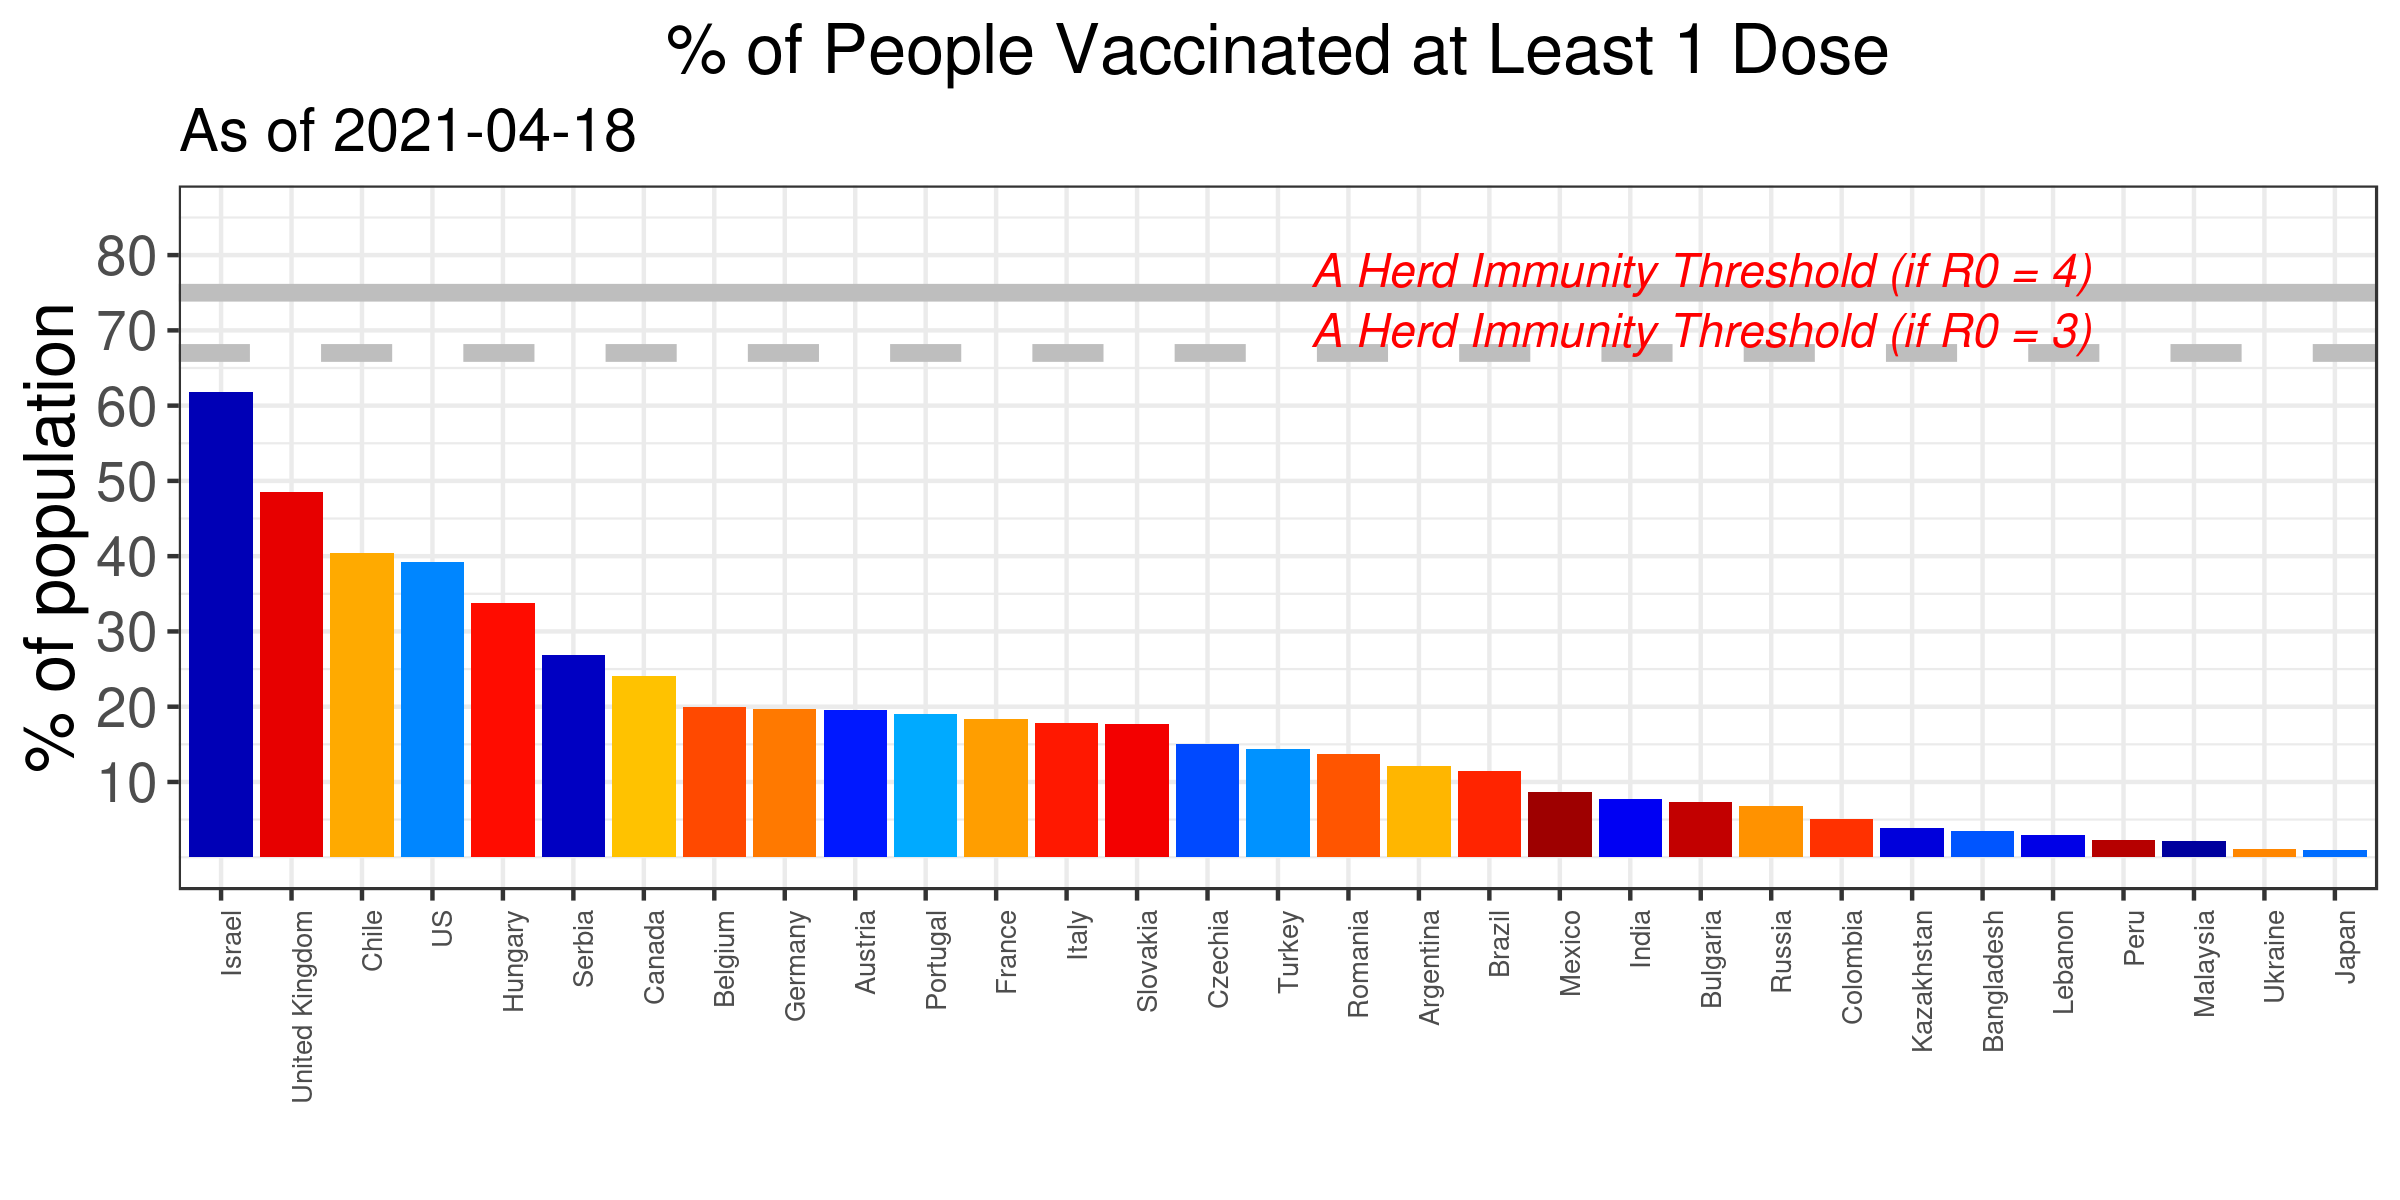 % of People Vaccinated at Least 1 Dose
As of 2021-04-18
% of population
80
70
60
50
40
30
20
10
A Herd Immunity Threshold (if R0 = 4)
A Herd Immunity Threshold (if R0 = 3)
Israel
United Kingdom
Chile
US
Hungary
Serbia
Canada
Belgium
Germany
Austria
Portugal
France
Italy
Slovakia
Czechia
Turkey
Romania
Argentina
Brazil
Mexico
India
Bulgaria
Russia
Colombia
Kazakhstan
Bangladesh
Lebanon
Peru
Malaysia
Ukraine
Japan